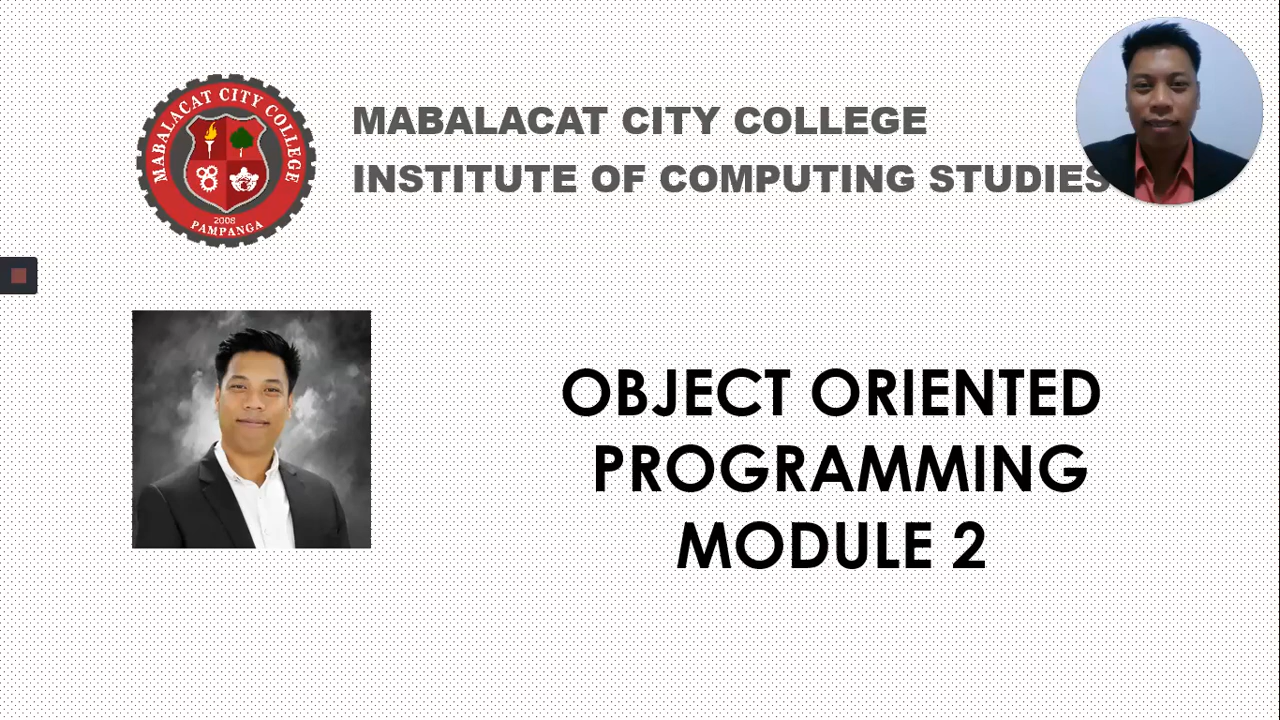 MABALACAT CITY COLLEGE
2008
PAMPANGA
MABALACAT CITY COLLEGE
INSTITUTE OF COMPUTING STUDIES
OBJECT ORIENTED
PROGRAMMING
MODULE 2